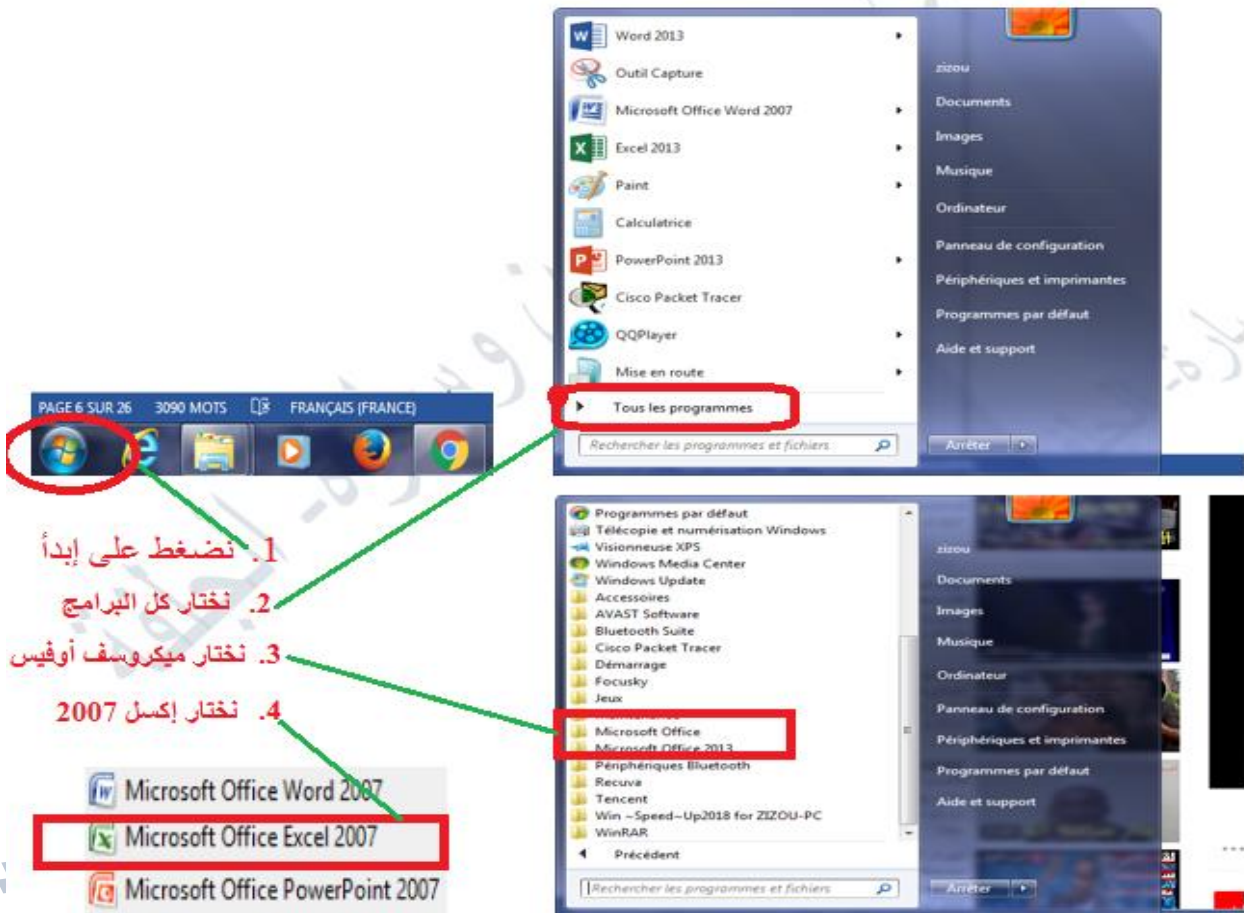 Word 2013
Outil Capture
Microsoft Office Word 2007
Excel 2013
Paint
Calculatrice
PowerPoint 2013
Cisco Packet Tracer
QQPlayer
Mise en route
Tous les programmes
Rechercher les programmes et fichiers
zizou
Documents
Images
Musique
Ordinateur
Panneau de configuration
Périphériques et imprimantes
Programmes par défaut
Aide et support
Arrêter
PAGE 6 SUR 26 3090 MOTS FRANÇAIS (FRANCE)
1. نضغط على إبدأ
2. نختار كل البرامج
3. نختار ميكروسف أوفيس
4. نختار إكسل 2007
Microsoft Office Word 2007
Microsoft Office Excel 2007
Microsoft Office PowerPoint 2007
Programmes par défaut
Télécopie et numérisation Windows
Visionneuse XPS
Windows Media Center
Windows Update
Accessoires
AVAST Software
Bluetooth Suite
Cisco Packet Tracer
Démarrage
Focusky
Jeux
Microsoft Office
Microsoft Office 2013
Périphériques Bluetooth
Recuva
Tencent
Win ~Speed~Up2018 for ZIZOU-PC
WinRAR
Précédent
Rechercher les programmes et fichiers
zizou
Documents
Images
Musique
Ordinateur
Panneau de configuration
Périphériques et imprimantes
Programmes par défaut
Aide et support
Arrêter